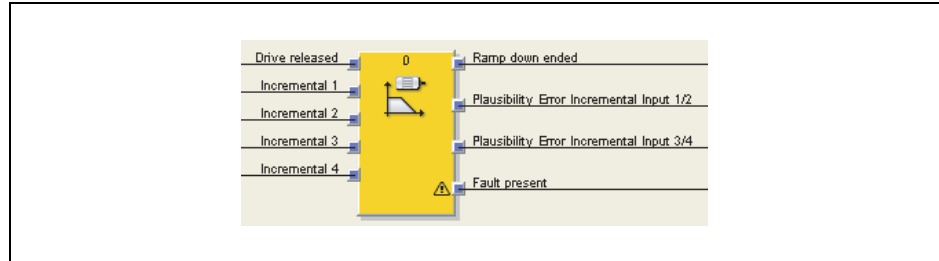 Drive released
Incremental 1
Incremental 2
Incremental 3
Incremental 4
0
Ramp down ended
Plausibility Error Incremental Input 1/2
Plausibility Error Incremental Input 3/4
Fault present